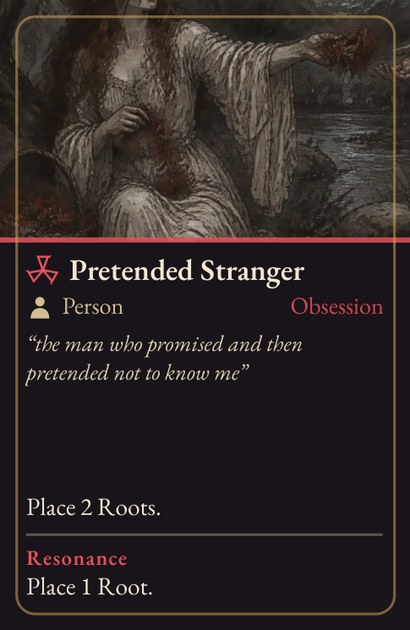 Pretended Stranger
Person Obsession
“the man who promised and then
pretended not to know me”
Place 2 Roots.
Resonance
Place 1 Root.